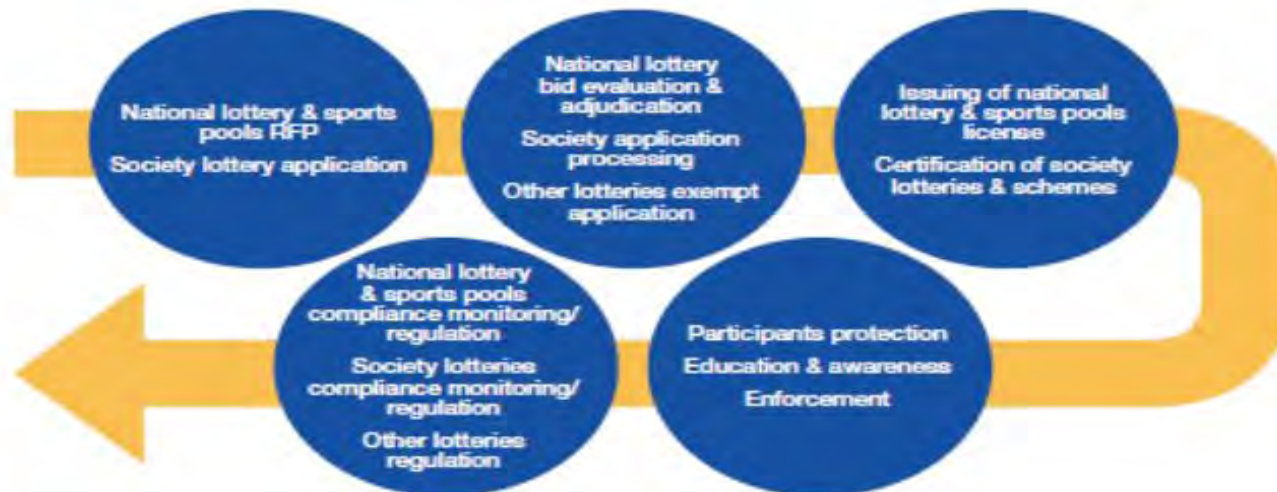 National lottery & sports
pools RFP
Society lottery application
National lottery
bid evaluation &
adjudication
Society application
processing
Other lotteries exempt
application
Issuing of national
lottery & sports pools
license
Certification of society
lotteries & schemes
Participants protection
Education & awareness
Enforcement
National lottery
& sports pools
compliance monitoring/
regulation
Society lotteries
compliance monitoring/
regulation
Other lotteries
regulation